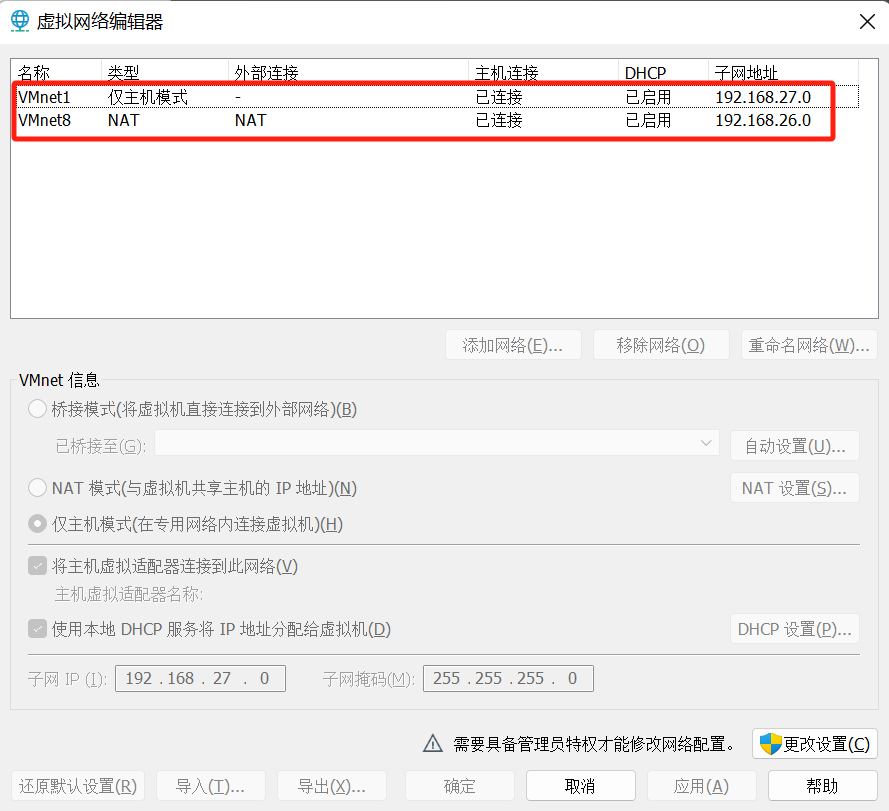 虚拟网络编辑器
名称 类型 外部连接 主机连接 DHCP 子网地址
VMnet1 仅主机模式 - 已连接 已启用 192.168.27.0
VMnet8 NAT NAT 已连接 已启用 192.168.26.0
添加网络(E)... 移除网络(O) 重命名网络(W)...
VMnet 信息
桥接模式(将虚拟机直接连接到外部网络)(B)
已桥接至(G): 自动设置(U)...
NAT 模式(与虚拟机共享主机的 IP 地址)(N) NAT 设置(S)...
仅主机模式(在专用网络内连接虚拟机)(H)
将主机虚拟适配器连接到此网络(V)
主机虚拟适配器名称:
使用本地 DHCP 服务将 IP 地址分配给虚拟机(D) DHCP 设置(P)...
子网 IP (I): 192 . 168 . 27 . 0 子网掩码(M): 255 . 255 . 255 . 0
需要具备管理员特权才能修改网络配置。 更改设置(C)
还原默认设置(R) 导入(T)... 导出(X)... 确定 取消 应用(A) 帮助